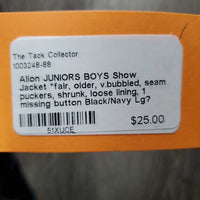 The Tack Collector
1003248-88
Allon JUNIORS BOYS Show
Jacket *fair, older, v.bubbled, seam
puckers, shrunk, loose lining, 1
missing button Black/Navy Lg?
$25.00
51XUCE